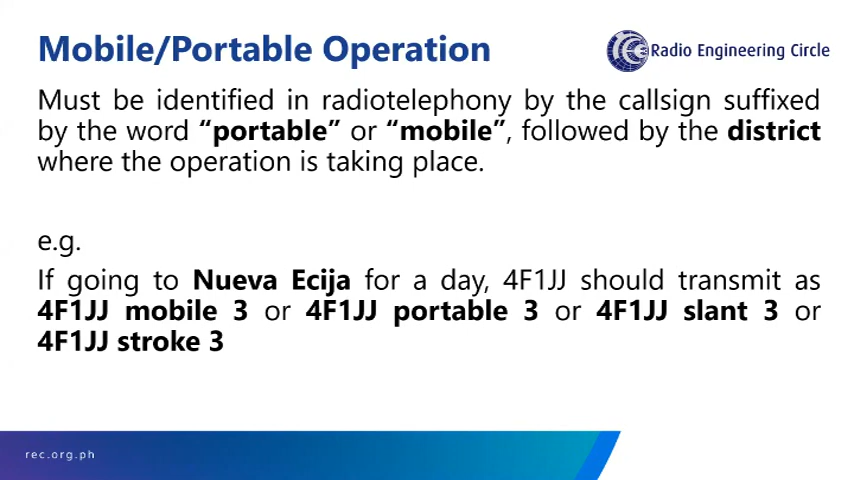 Mobile/Portable Operation
Radio Engineering Circle
Must be identified in radiotelephony by the callsign suffixed
by the word “portable” or “mobile”, followed by the district
where the operation is taking place.
e.g.
If going to Nueva Ecija for a day, 4F1JJ should transmit as
4F1JJ mobile 3 or 4F1JJ portable 3 or 4F1JJ slant 3 or
4F1JJ stroke 3
rec.org.ph